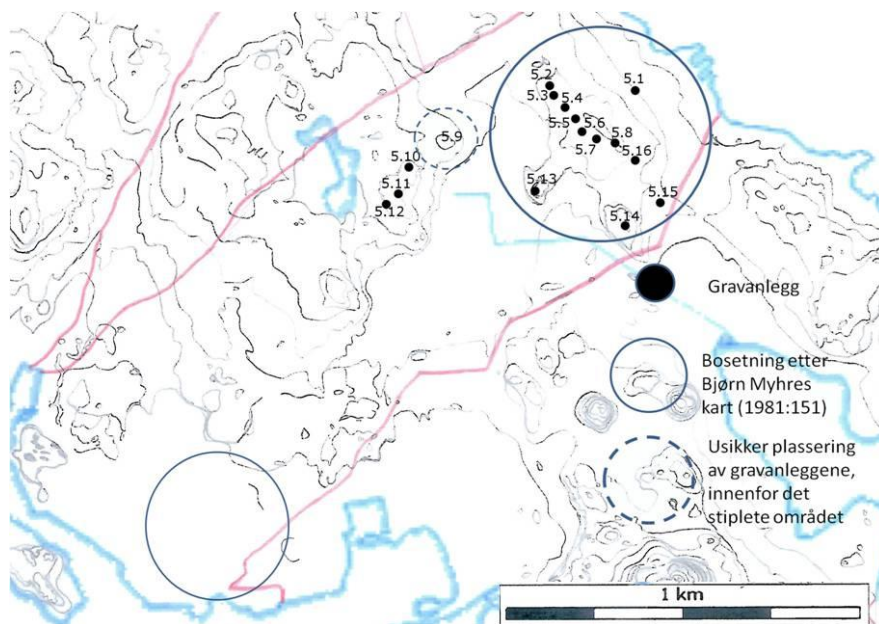 5.2
5.1
5.3
5.4
5.5
5.6
5.8
5.7
5.9
5.16
5.10
5.11
5.13
5.12
5.15
5.14
Gravanlegg
Bosetning etter
Bjørn Myhres
kart (1981:151)
Usikker plassering
av gravanleggene,
innenfor det
stiplete området
1 km